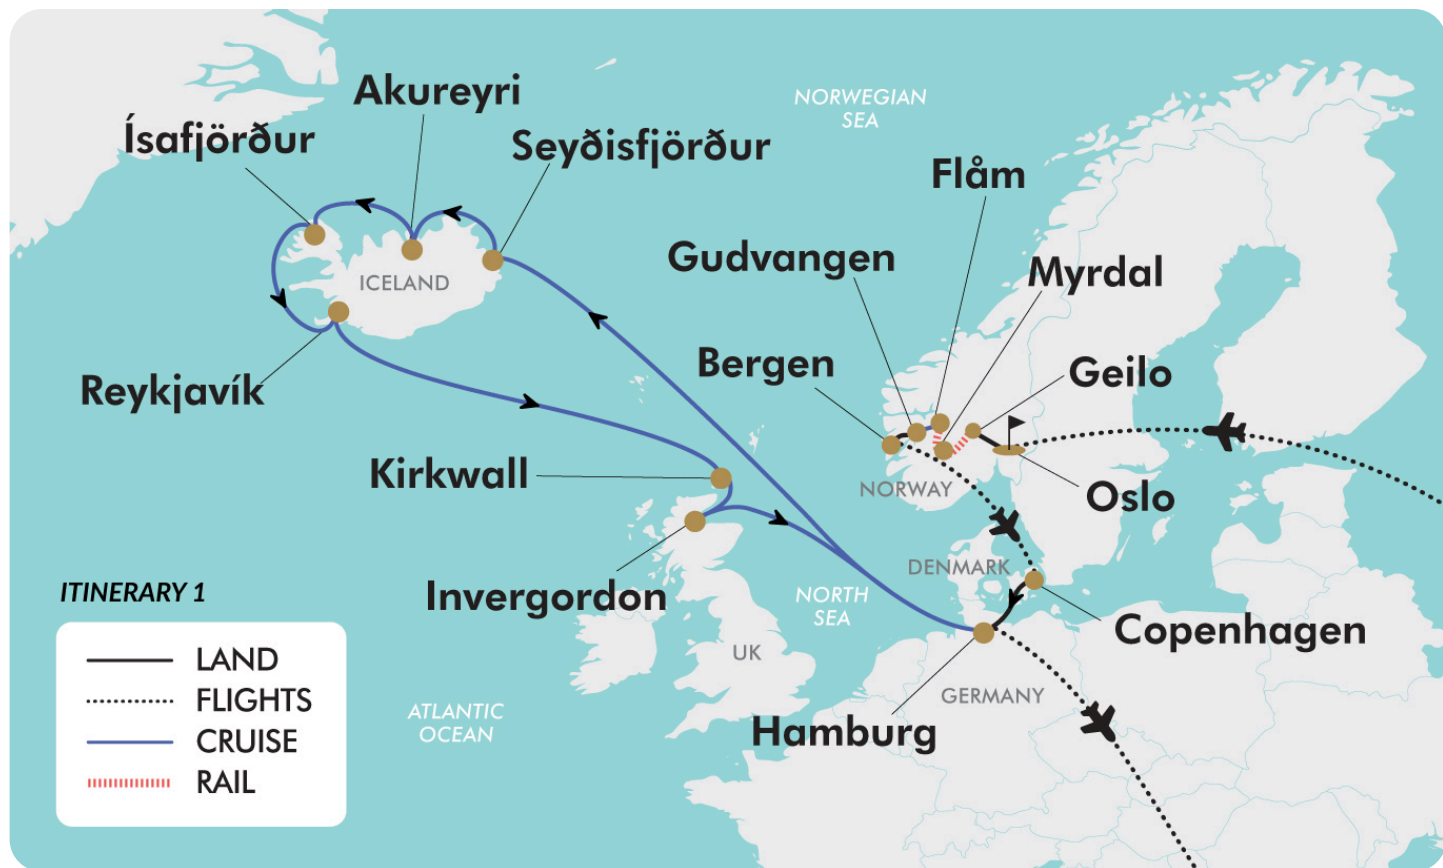 Akureyri
Ísafjörður
Seyðisfjörður
NORWEGIAN
SEA
Flåm
Gudvangen
Myrdal
ICELAND
Bergen
Geilo
Reykjavík
Kirkwall
NORWAY
Oslo
DENMARK
Invergordon
NORTH
SEA
Copenhagen
UK
GERMANY
ATLANTIC
OCEAN
Hamburg
ITINERARY 1
LAND
FLIGHTS
CRUISE
RAIL